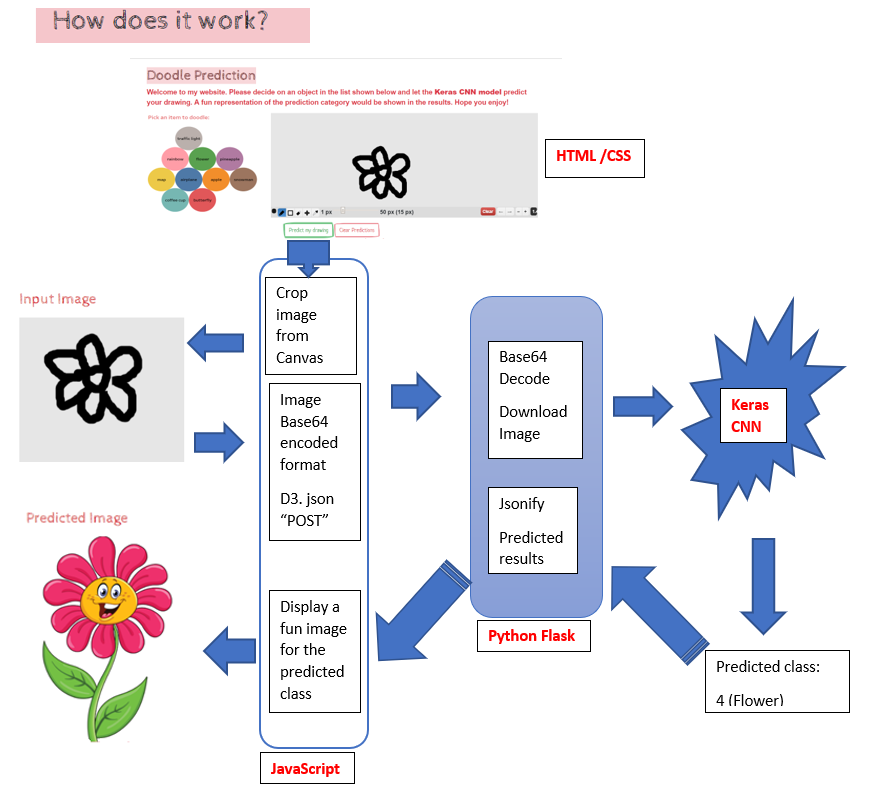 How does it work?
Doodle Prediction
Welcome to my website. Please decide on an object in the list shown below and let the Keras CNN model predict
your drawing. A fun representation of the prediction category would be shown in the results. Hope you enjoy!
Pick an item to doodle:
traffic light
rainbow flower pineapple
map airplane apple snowman
coffee cup butterfly
1 px
50 px (15 px)
Clear
Predict my drawing
Clear Predictions
HTML /CSS
Input Image
Crop
image
from
Canvas
Image
Base64
encoded
format
D3. json
“POST”
Base64
Decode
Download
Image
Keras
CNN
Jsonify
Predicted
results
Predicted Image
Display a
fun image
for the
predicted
class
Python Flask
Predicted class:
4 (Flower)
JavaScript